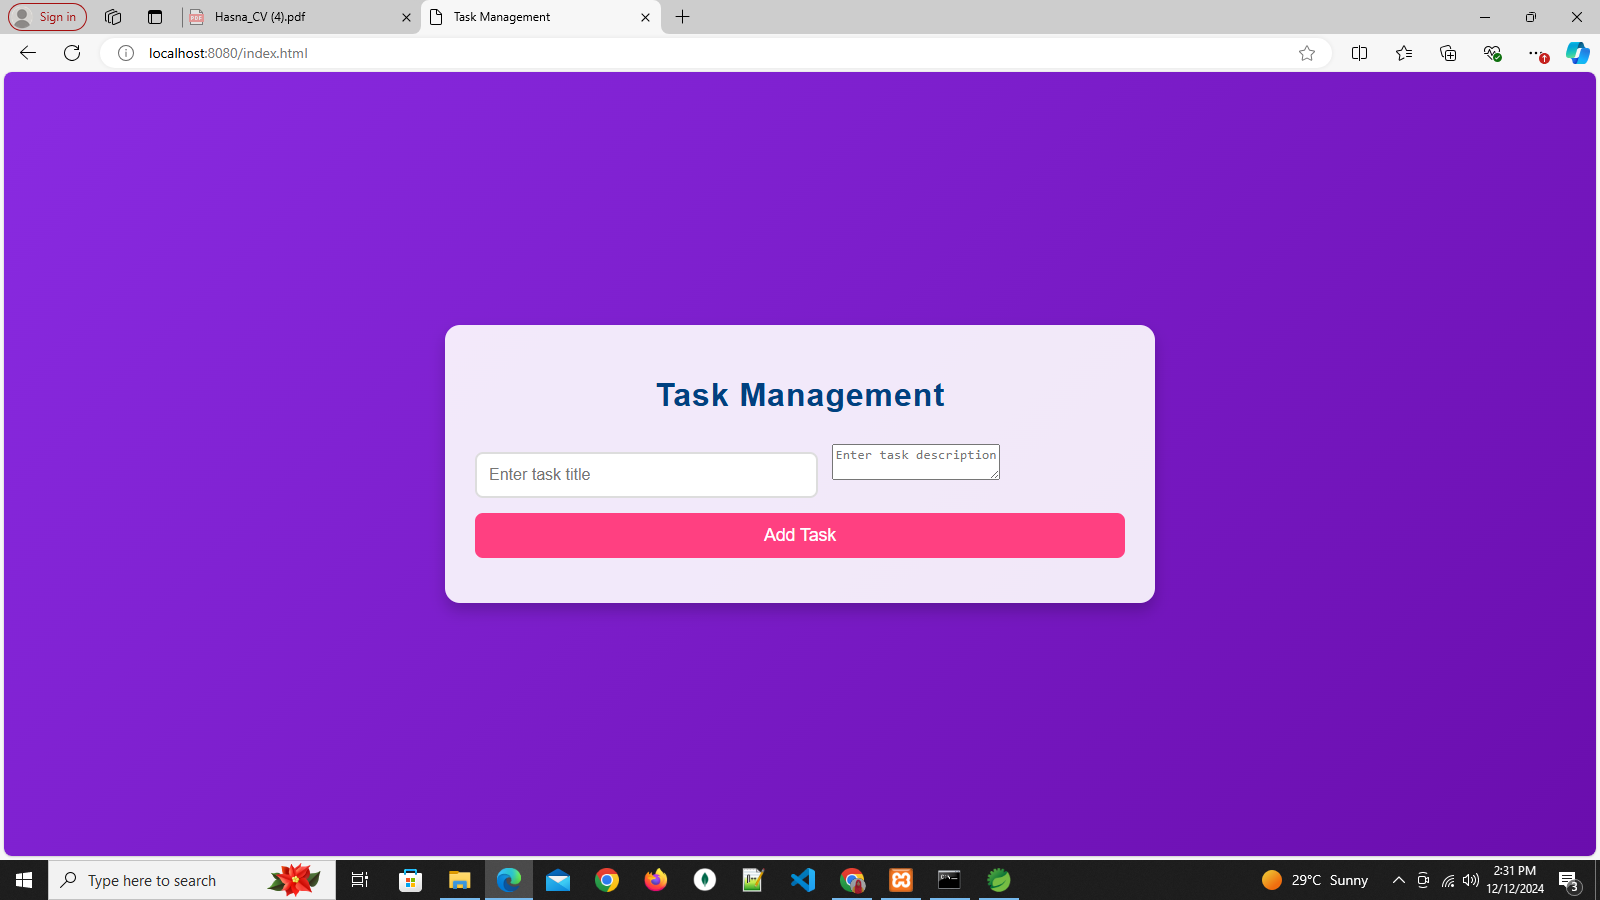 Sign in
Hasna_CV (4).pdf
Task Management
localhost:8080/index.html
Task Management
Enter task title
Enter task description
Add Task
Type here to search
29°C Sunny
2:31 PM
12/12/2024
3